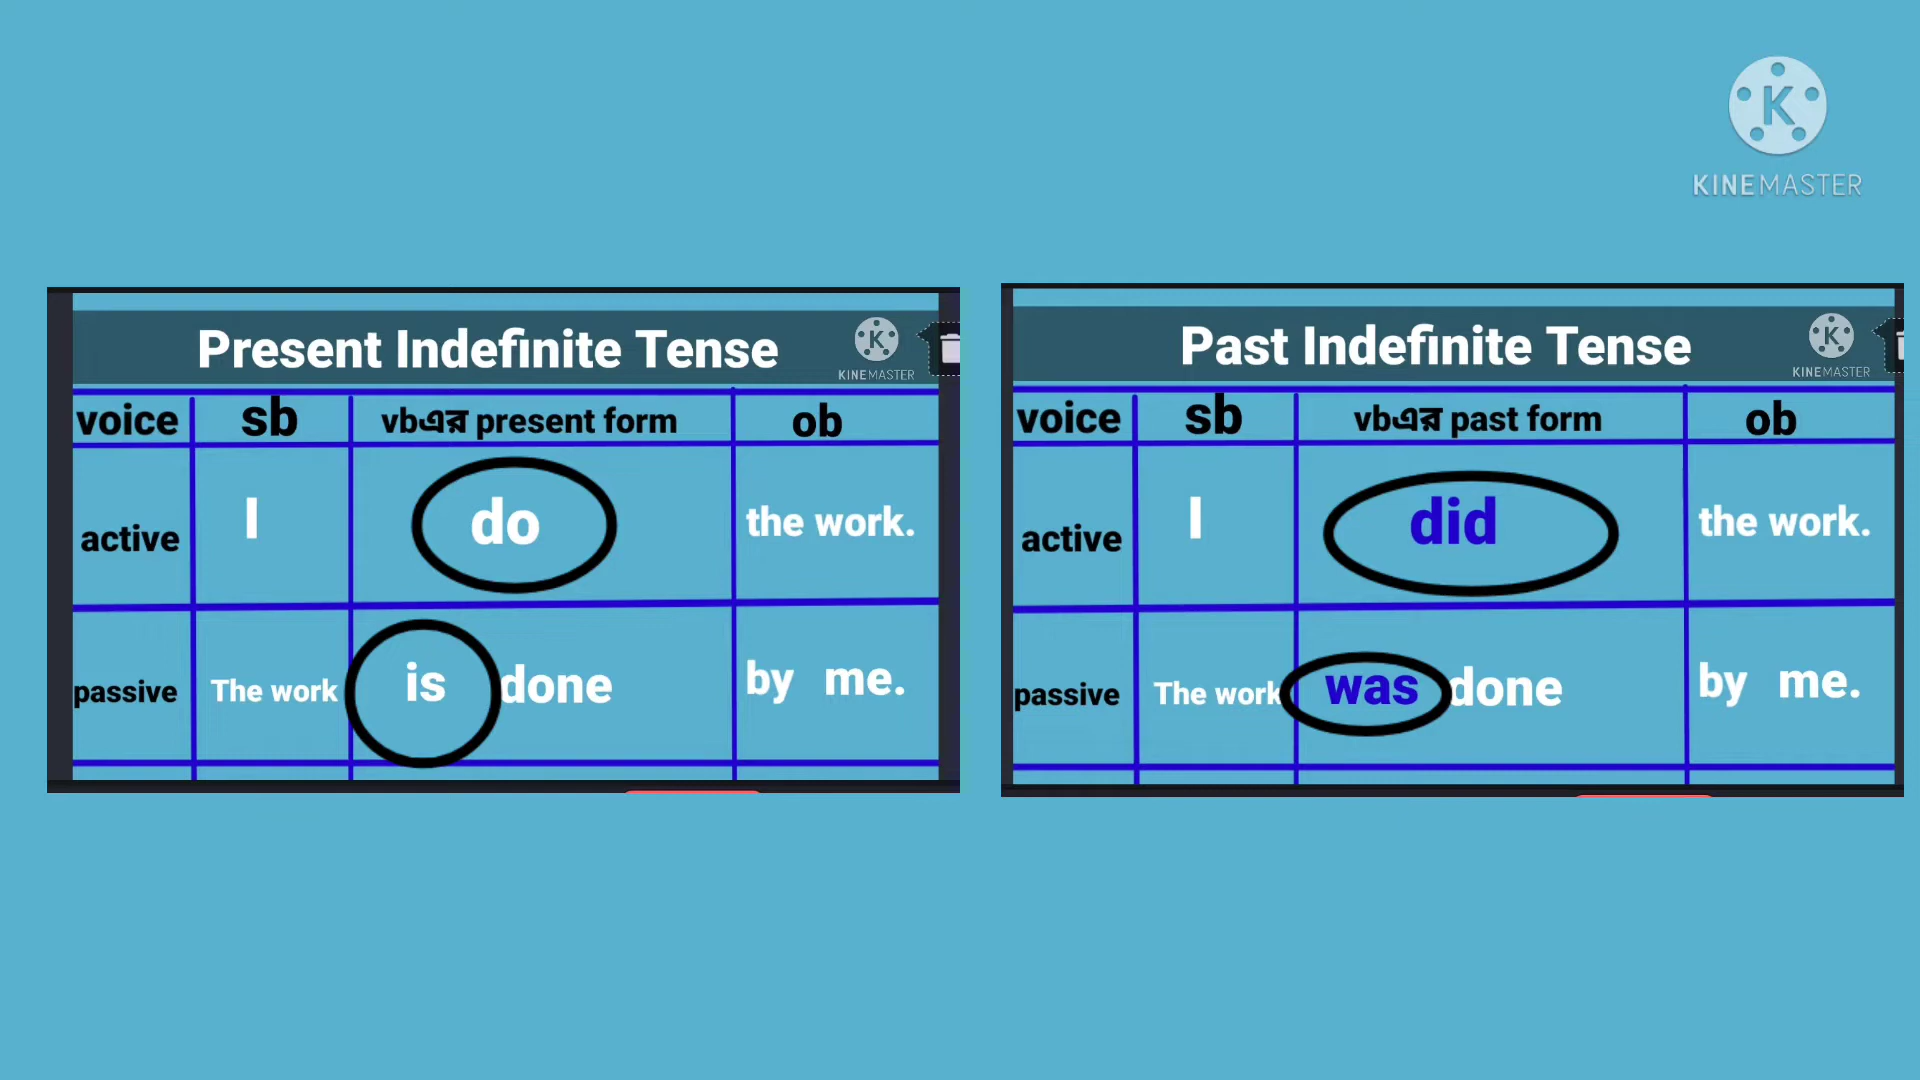 K
KINEMASTER
Present Indefinite Tense
K
KINEMASTER
voice sb vbএর present form ob
active I do the work.
passive The work is done by me.
Past Indefinite Tense
K
KINEMASTER
voice sb vbএর past form ob
active I did the work.
passive The work was done by me.